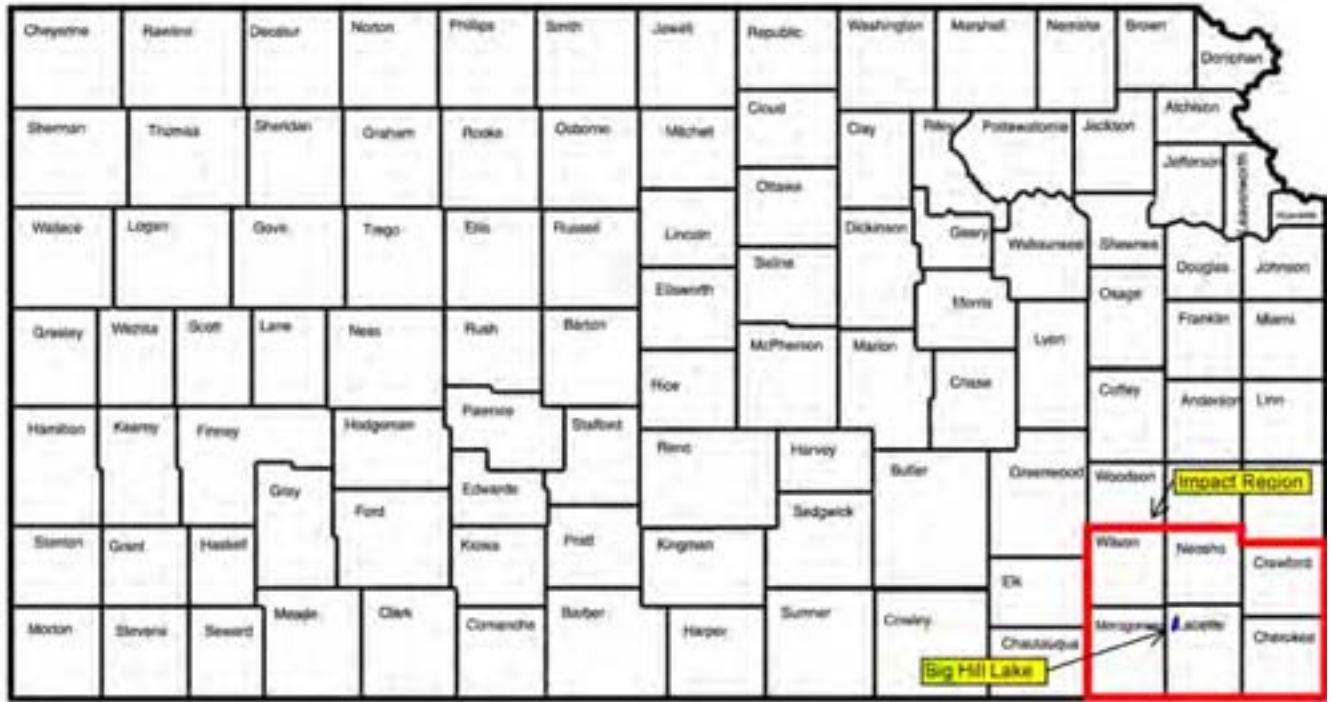 Cheyenne Rawlins Decatur Norton Phillips Smith Jewell Republic Washington Marshall Nemaha Brown
Doniphan
Cloud Atchison
Sherman Thomas Sheridan Graham Rooks Osborne Mitchell Clay Riley Pottawatomie Jackson
Jefferson
Leavenworth
Ottawa
Wallace Logan Gove Trego Ellis Russell Lincoln Dickinson Geary Wabaunsee Shawnee
Saline Douglas Johnson
Ellsworth Morris Osage
Greeley Wichita Scott Lane Ness Rush Barton McPherson Marion Lyon Franklin Miami
Rice Chase Coffey Anderson Linn
Hamilton Kearny Finney Hodgeman Pawnee Stafford
Reno Harvey Butler Greenwood Woodson
Impact Region
Gray Ford Edwards Sedgwick
Stanton Grant Haskell Kiowa Pratt Kingman Wilson Neosho Crawford
Elk
Morton Stevens Seward Meade Clark Comanche Barber Harper Sumner Cowley Labette Cherokee
Chautauqua
Big Hill Lake